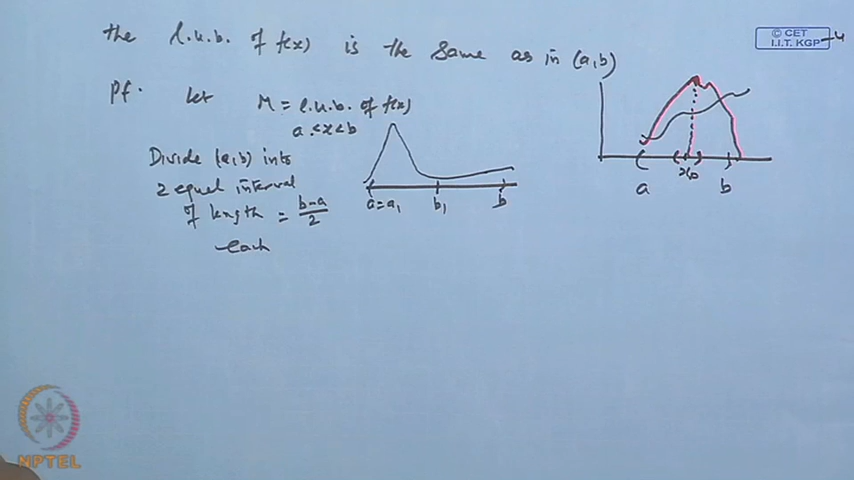 the l.u.b. of f(x) is the same as in (a,b)
Pf. let M = l.u.b. of f(x)
a<x<b
Divide (a,b) into
2 equal interval
of length = b-a/2
each
a=a₁ b₁ b
a x₀ b
© CET
I.I.T. KGP
NPTEL